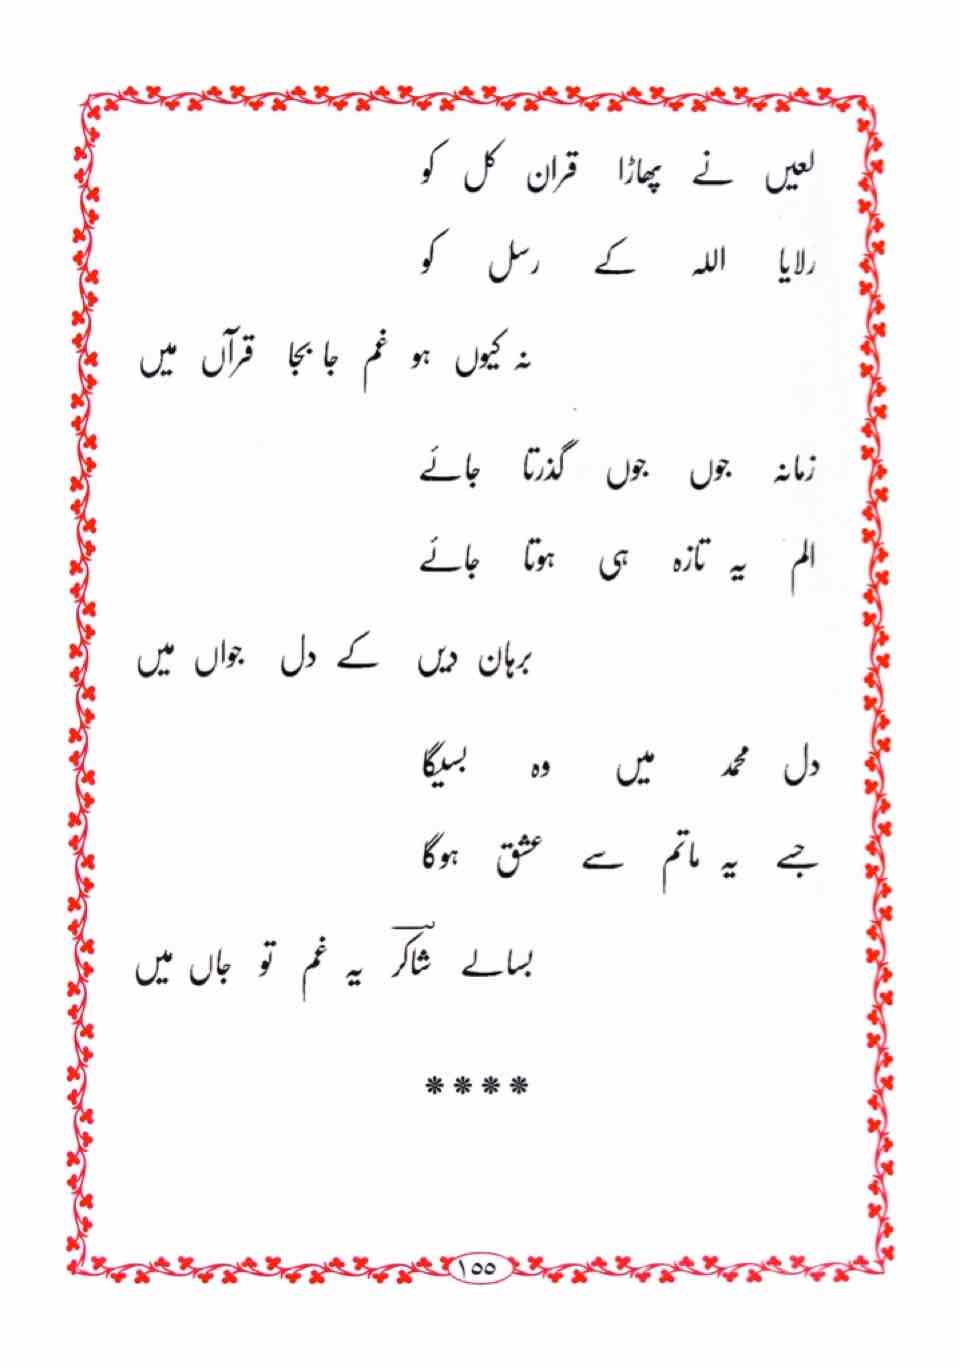 لعیں نے پھاڑا قران کل کو
رلایا اللہ کے رسل کو
نہ کیوں ہو غم جا بجا قرآں میں
زمانہ جوں جوں گذرتا جائے
الم یہ تازہ ہی ہوتا جائے
برہان دیں کے دل جواں میں
دل محمد میں وہ بسیگا
جسے یہ ماتم سے عشق ہوگا
بسالے شاکر یہ غم تو جاں میں
****
۱۵۵